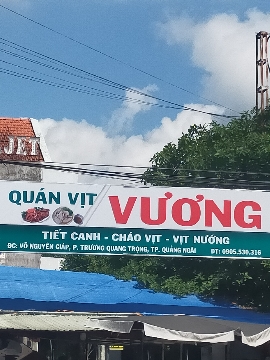 JET
QUÁN VỊT VƯƠNG
TIẾT CANH - CHÁO VỊT - VỊT NƯỚNG
ĐC: VÕ NGUYÊN GIÁP, P. TRƯƠNG QUANG TRỌNG, TP. QUẢNG NGÃI ĐT: 0905.530.316